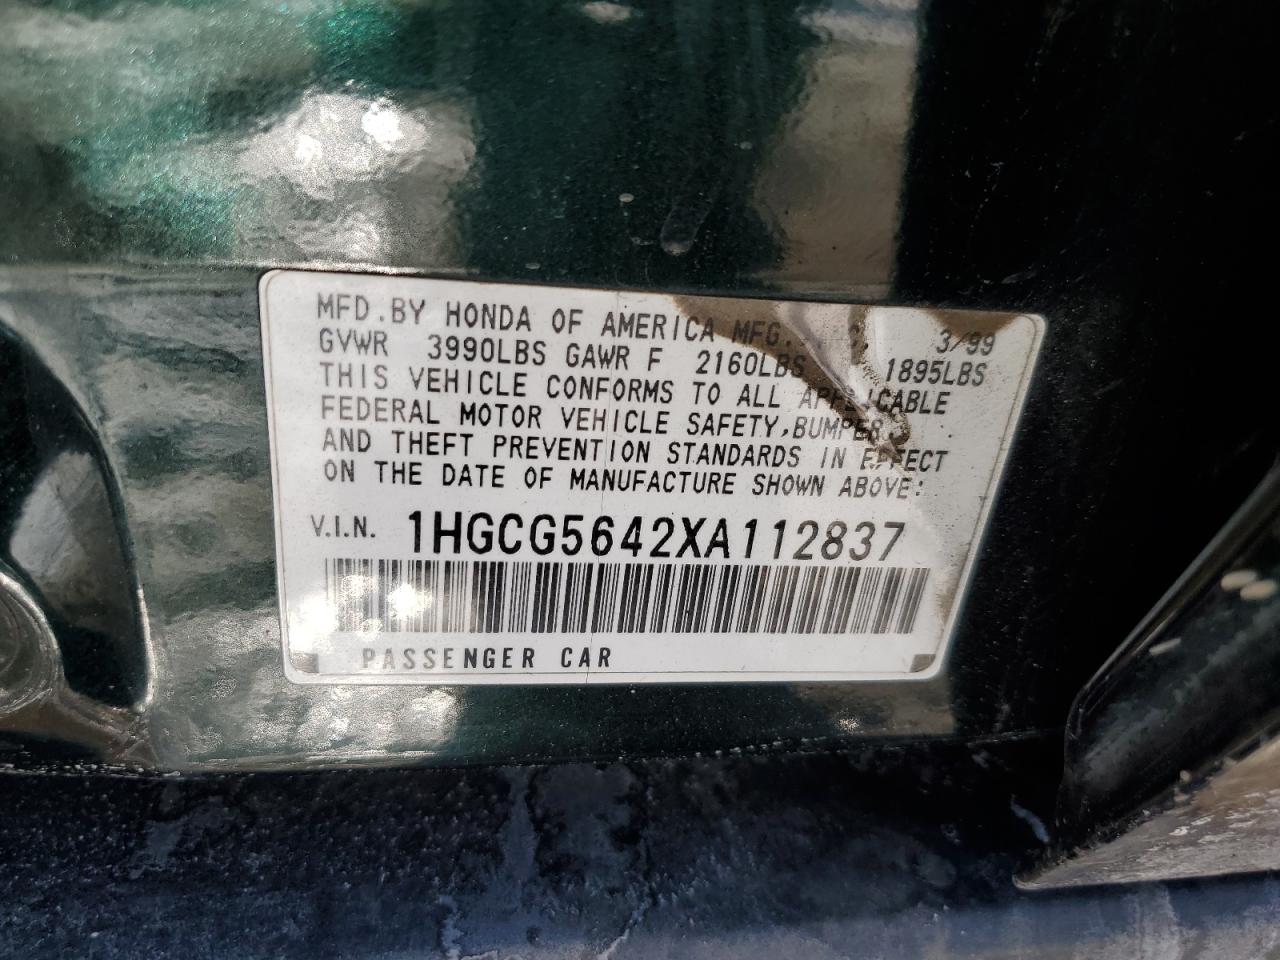 MFD.BY HONDA OF AMERICA MFG. 3/99
GVWR 3990LBS GAWR F 2160LBS 1895LBS
THIS VEHICLE CONFORMS TO ALL APPLICABLE
FEDERAL MOTOR VEHICLE SAFETY,BUMPER
AND THEFT PREVENTION STANDARDS IN EFFECT
ON THE DATE OF MANUFACTURE SHOWN ABOVE:
V.I.N. 1HGCG5642XA112837
PASSENGER CAR